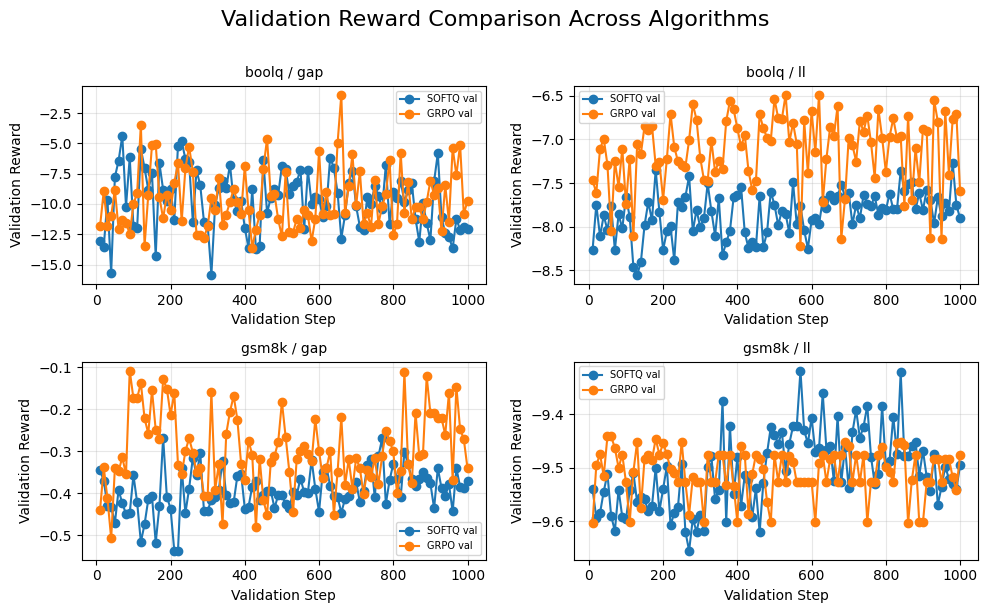 Validation Reward Comparison Across Algorithms
boolq / gap
SOFTQ val
GRPO val
−2.5
−5.0
−7.5
−10.0
−12.5
−15.0
Validation Reward
0 200 400 600 800 1000
Validation Step
boolq / ll
SOFTQ val
GRPO val
−6.5
−7.0
−7.5
−8.0
−8.5
Validation Reward
0 200 400 600 800 1000
Validation Step
gsm8k / gap
SOFTQ val
GRPO val
−0.1
−0.2
−0.3
−0.4
−0.5
Validation Reward
0 200 400 600 800 1000
Validation Step
gsm8k / ll
SOFTQ val
GRPO val
−9.4
−9.5
−9.6
Validation Reward
0 200 400 600 800 1000
Validation Step